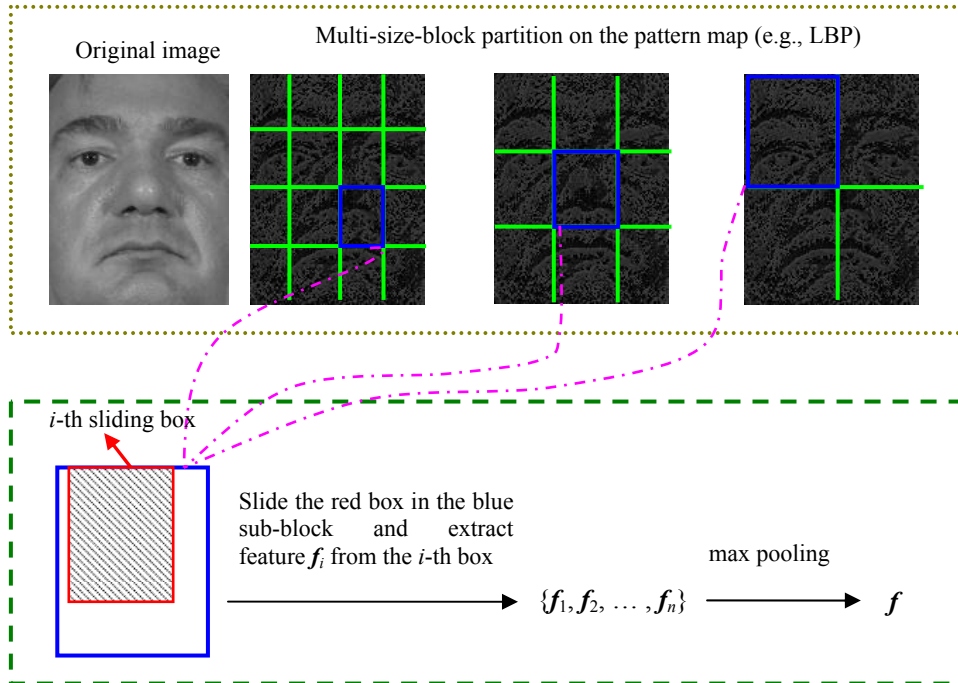 Original image
Multi-size-block partition on the pattern map (e.g., LBP)
i-th sliding box
Slide the red box in the blue
sub-block and extract
feature fᵢ from the i-th box
max pooling
{f₁, f₂, … , fₙ}
f